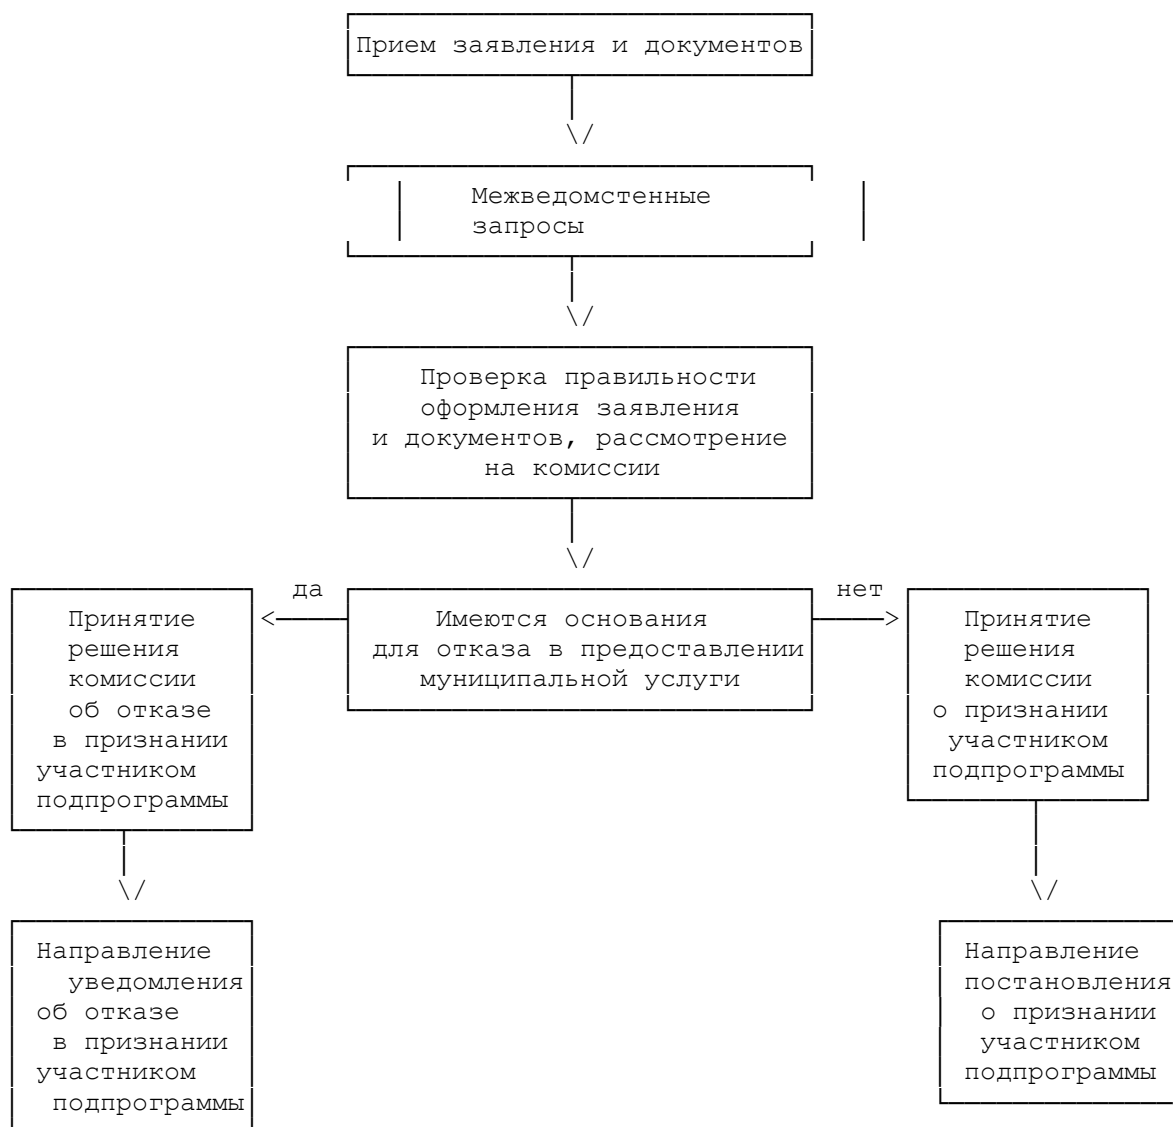 Прием заявления и документов
Межведомстенные
запросы
Проверка правильности
оформления заявления
и документов, рассмотрение
на комиссии
да
нет
Принятие
решения
комиссии
об отказе
в признании
участником
подпрограммы
Имеются основания
для отказа в предоставлении
муниципальной услуги
Принятие
решения
комиссии
о признании
участником
подпрограммы
Направление
уведомления
об отказе
в признании
участником
подпрограммы
Направление
постановления
о признании
участником
подпрограммы